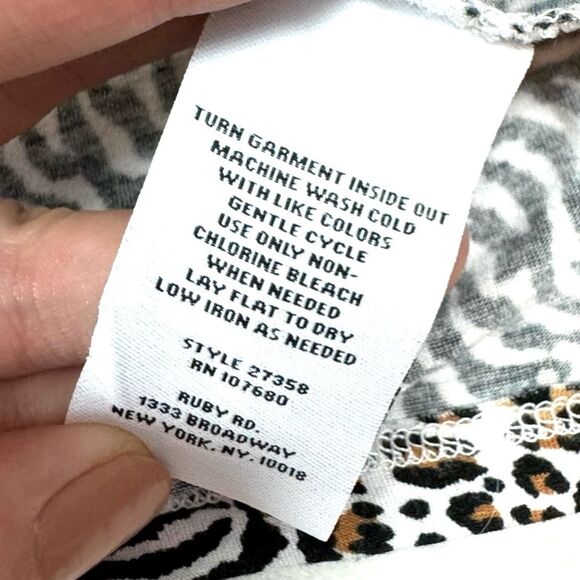 TURN GARMENT INSIDE OUT
MACHINE WASH COLD
WITH LIKE COLORS
GENTLE CYCLE
USE ONLY NON-
CHLORINE BLEACH
WHEN NEEDED
LAY FLAT TO DRY
LOW IRON AS NEEDED
STYLE 27358
RN 107680
RUBY RD.
1333 BROADWAY
NEW YORK, NY. 10018